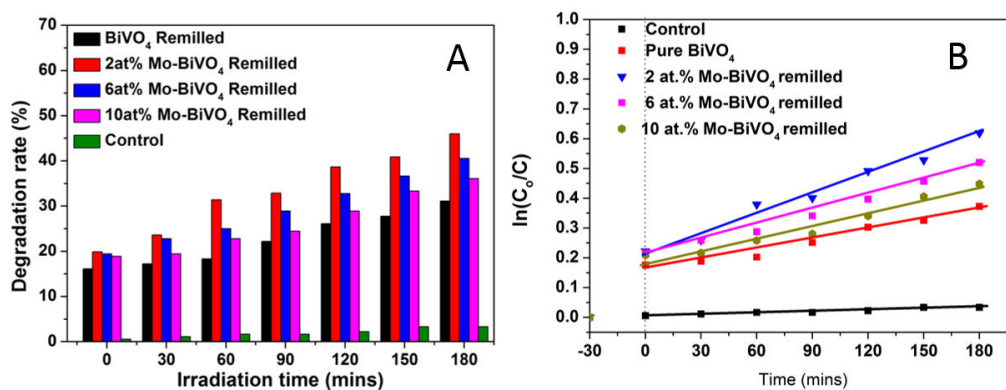 A
BiVO4 Remilled
2at% Mo-BiVO4 Remilled
6at% Mo-BiVO4 Remilled
10at% Mo-BiVO4 Remilled
Control
Degradation rate (%)
70
60
50
40
30
20
10
0
0 30 60 90 120 150 180
Irradiation time (mins)
B
Control
Pure BiVO4
2 at.% Mo-BiVO4 remilled
6 at.% Mo-BiVO4 remilled
10 at.% Mo-BiVO4 remilled
ln(Co/C)
1.0
0.9
0.8
0.7
0.6
0.5
0.4
0.3
0.2
0.1
0.0
-30 0 30 60 90 120 150 180
Time (mins)